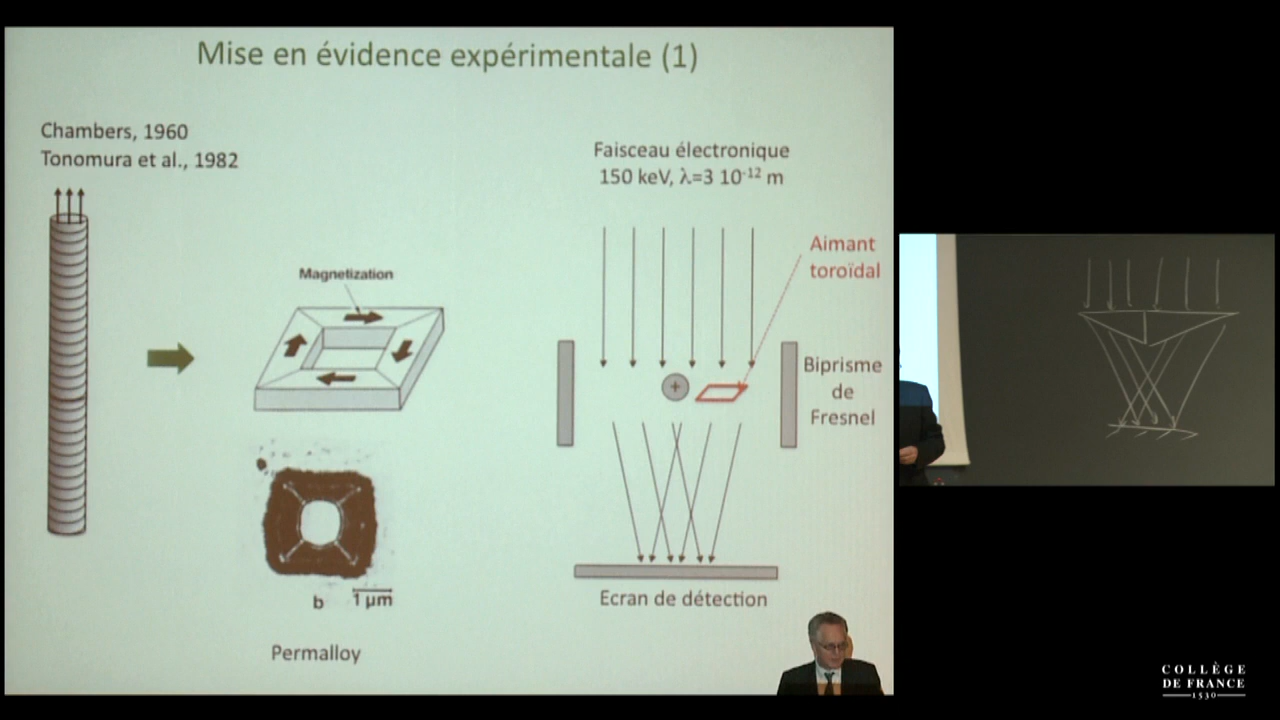 Mise en évidence expérimentale (1)
Chambers, 1960
Tonomura et al., 1982
Magnetization
b
1 μm
Permalloy
Faisceau électronique
150 keV, λ=3 10⁻¹² m
Aimant
toroïdal
+
Biprisme
de
Fresnel
Ecran de détection
COLLÈGE
DE FRANCE
1530